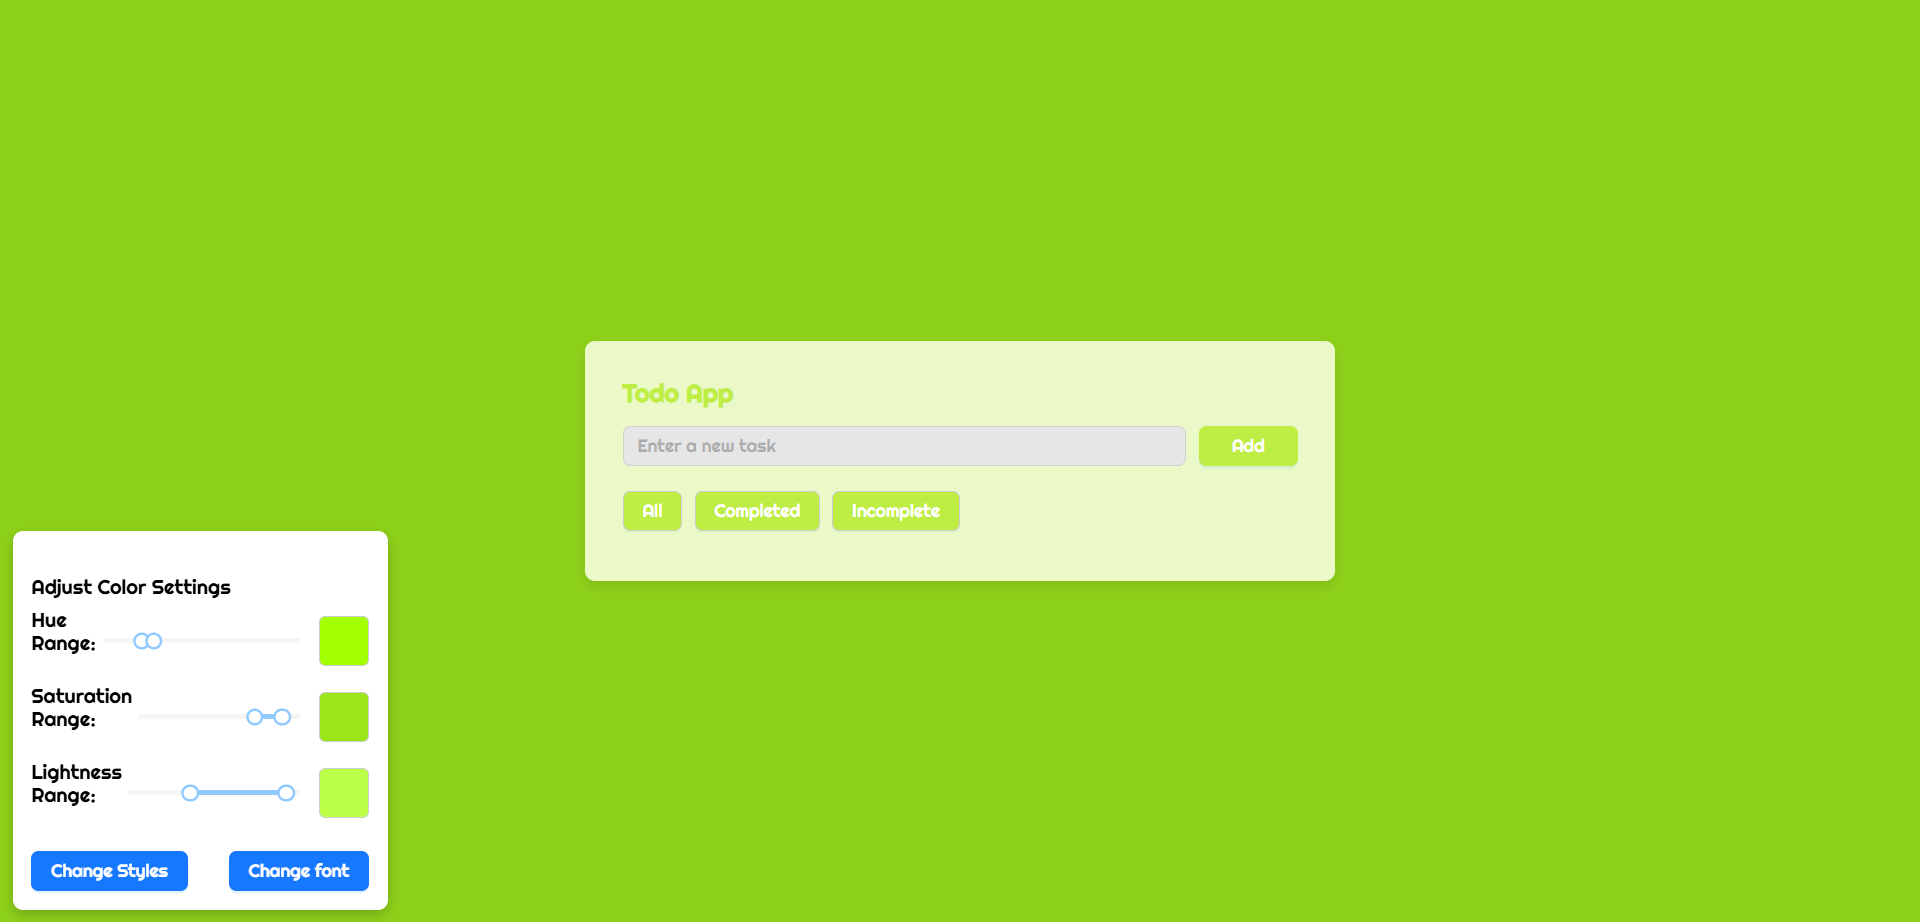 Todo App
Enter a new task
Add
All
Completed
Incomplete
Adjust Color Settings
Hue
Range:
Saturation
Range:
Lightness
Range:
Change Styles
Change font